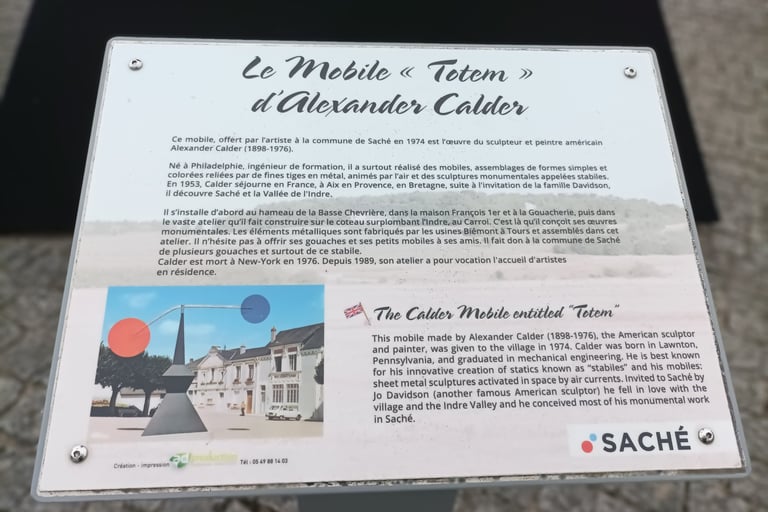 Le Mobile « Totem »
d'Alexander Calder
Ce mobile, offert par l'artiste à la commune de Saché en 1974 est l'œuvre du sculpteur et peintre américain
Alexander Calder (1898-1976).
Né à Philadelphie, ingénieur de formation, il a surtout réalisé des mobiles, assemblages de formes simples et
colorées reliées par de fines tiges en métal, animés par l'air et des sculptures monumentales appelées stabiles.
En 1953, Calder séjourne en France, à Aix en Provence, en Bretagne, suite à l'invitation de la famille Davidson,
il découvre Saché et la Vallée de l'Indre.
Il s'installe d'abord au hameau de la Basse Chevrière, dans la maison François 1er et à la Gouacherie, puis dans
le vaste atelier qu'il fait construire sur le coteau surplombant l'Indre, au Carroi. C'est là qu'il conçoit ses œuvres
monumentales. Les éléments métalliques sont fabriqués par les usines Biémont à Tours et assemblés dans cet
atelier. Il n'hésite pas à offrir ses gouaches et ses petits mobiles à ses amis. Il fait don à la commune de Saché
de plusieurs gouaches et surtout de ce stabile.
Calder est mort à New-York en 1976. Depuis 1989, son atelier a pour vocation l'accueil d'artistes
en résidence.
The Calder Mobile entitled "Totem"
This mobile made by Alexander Calder (1898-1976), the American sculptor
and painter, was given to the village in 1974. Calder was born in Lawnton,
Pennsylvania, and graduated in mechanical engineering. He is best known
for his innovative creation of statics known as "stabiles" and his mobiles:
sheet metal sculptures activated in space by air currents. Invited to Saché by
Jo Davidson (another famous American sculptor) he fell in love with the
village and the Indre Valley and he conceived most of his monumental work
in Saché.
SACHÉ
Création - impression ad production Tél : 05 49 88 14 03